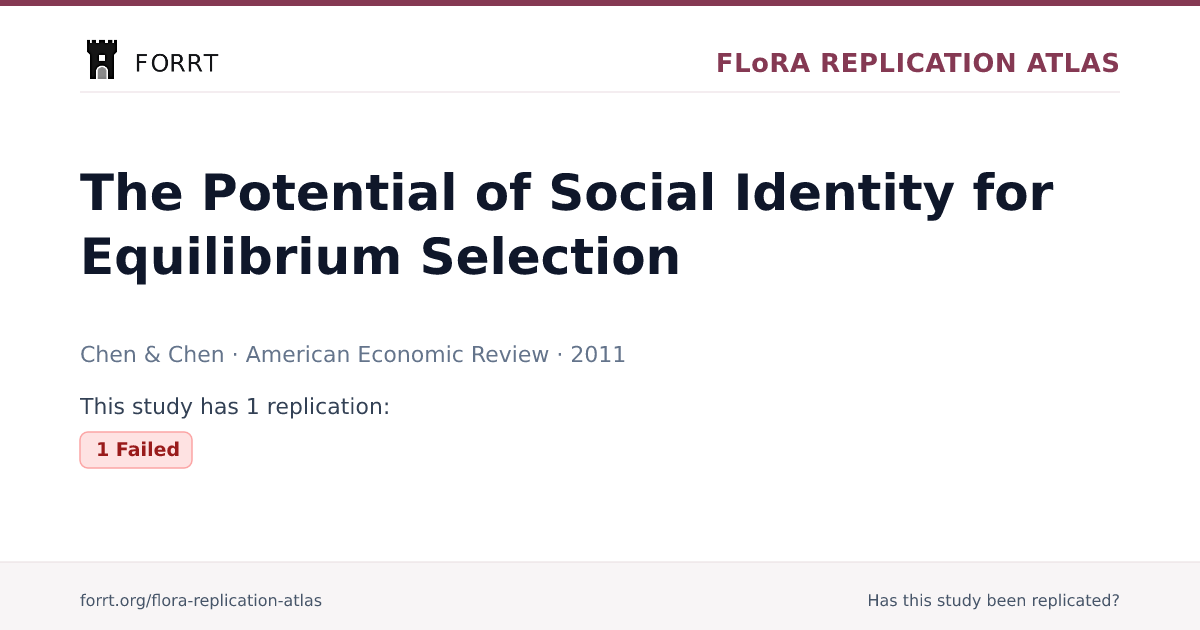 FORRT
FLoRA REPLICATION ATLAS
The Potential of Social Identity for
Equilibrium Selection
Chen & Chen · American Economic Review · 2011
This study has 1 replication:
1 Failed
forrt.org/flora-replication-atlas
Has this study been replicated?